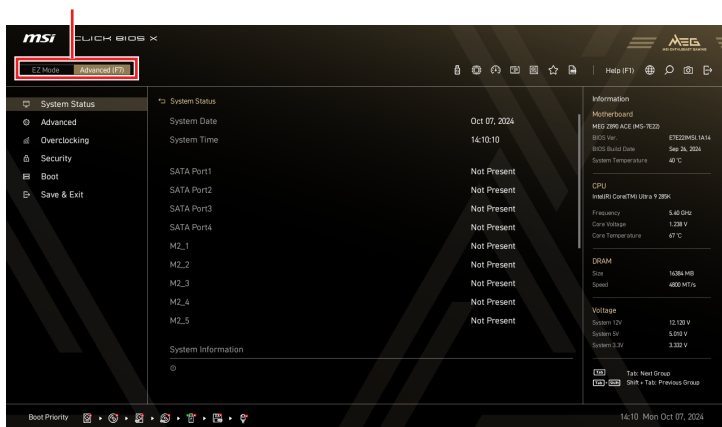 msi CLICK BIOS X
MEG
MSI ENTHUSIAST GAMING
EZ Mode Advanced (F7)
Help (F1)
System Status
Advanced
Overclocking
Security
Boot
Save & Exit
System Status
System Date Oct 07, 2024
System Time 14:10:10
SATA Port1 Not Present
SATA Port2 Not Present
SATA Port3 Not Present
SATA Port4 Not Present
M2_1 Not Present
M2_2 Not Present
M2_3 Not Present
M2_4 Not Present
M2_5 Not Present
System Information
Information
Motherboard
MEG Z890 ACE (MS-7E22)
BIOS Ver. E7E22IMSI.1A14
BIOS Build Date Sep 26, 2024
System Temperature 40 °C
CPU
Intel(R) Core(TM) Ultra 9 285K
Frequency 5.40 GHz
Core Voltage 1.238 V
Core Temperature 67 °C
DRAM
Size 16384 MB
Speed 4800 MT/s
Voltage
System 12V 12.120 V
System 5V 5.010 V
System 3.3V 3.332 V
Tab Tab: Next Group
Tab + Shift Shift + Tab: Previous Group
Boot Priority
14:10 Mon Oct 07, 2024